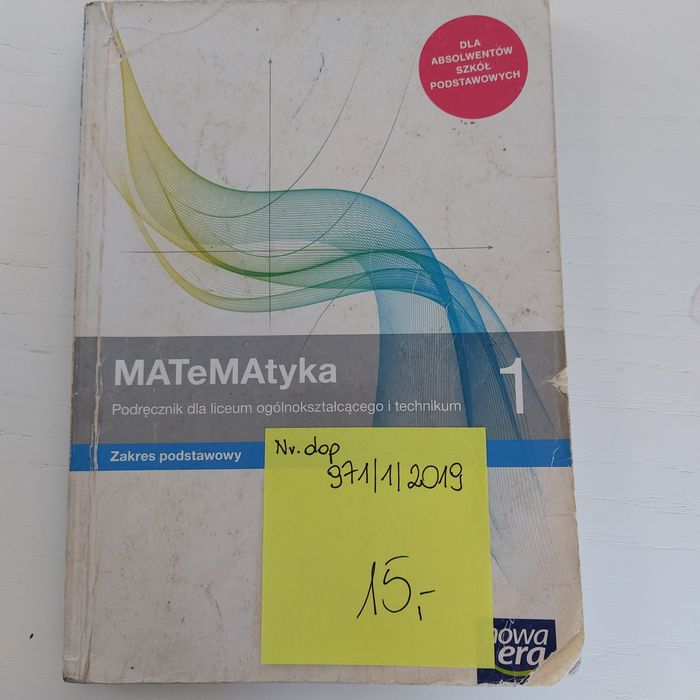 DLA
ABSOLWENTÓW
SZKÓŁ
PODSTAWOWYCH
MATeMAtyka
1
Podręcznik dla liceum ogólnokształcącego i technikum
Zakres podstawowy
Nr. dop
971/1/2019
15,-
nowa
era